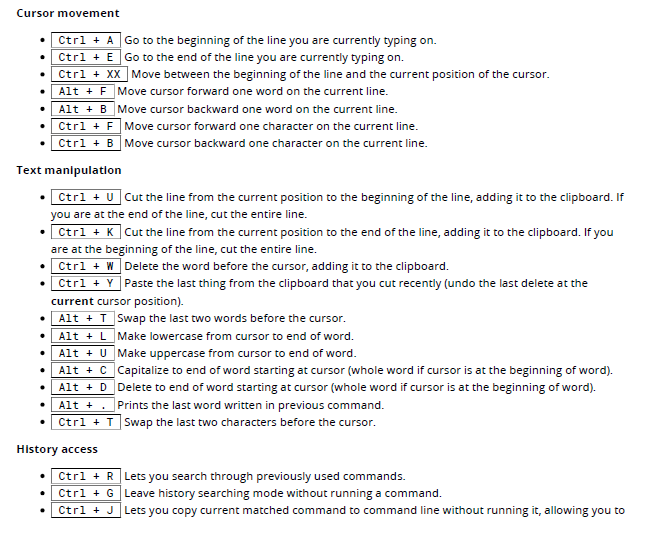 Cursor movement
Ctrl + A Go to the beginning of the line you are currently typing on.
Ctrl + E Go to the end of the line you are currently typing on.
Ctrl + XX Move between the beginning of the line and the current position of the cursor.
Alt + F Move cursor forward one word on the current line.
Alt + B Move cursor backward one word on the current line.
Ctrl + F Move cursor forward one character on the current line.
Ctrl + B Move cursor backward one character on the current line.
Text manipulation
Ctrl + U Cut the line from the current position to the beginning of the line, adding it to the clipboard. If
you are at the end of the line, cut the entire line.
Ctrl + K Cut the line from the current position to the end of the line, adding it to the clipboard. If you
are at the beginning of the line, cut the entire line.
Ctrl + W Delete the word before the cursor, adding it to the clipboard.
Ctrl + Y Paste the last thing from the clipboard that you cut recently (undo the last delete at the
current cursor position).
Alt + T Swap the last two words before the cursor.
Alt + L Make lowercase from cursor to end of word.
Alt + U Make uppercase from cursor to end of word.
Alt + C Capitalize to end of word starting at cursor (whole word if cursor is at the beginning of word).
Alt + D Delete to end of word starting at cursor (whole word if cursor is at the beginning of word).
Alt + . Prints the last word written in previous command.
Ctrl + T Swap the last two characters before the cursor.
History access
Ctrl + R Lets you search through previously used commands.
Ctrl + G Leave history searching mode without running a command.
Ctrl + J Lets you copy current matched command to command line without running it, allowing you to